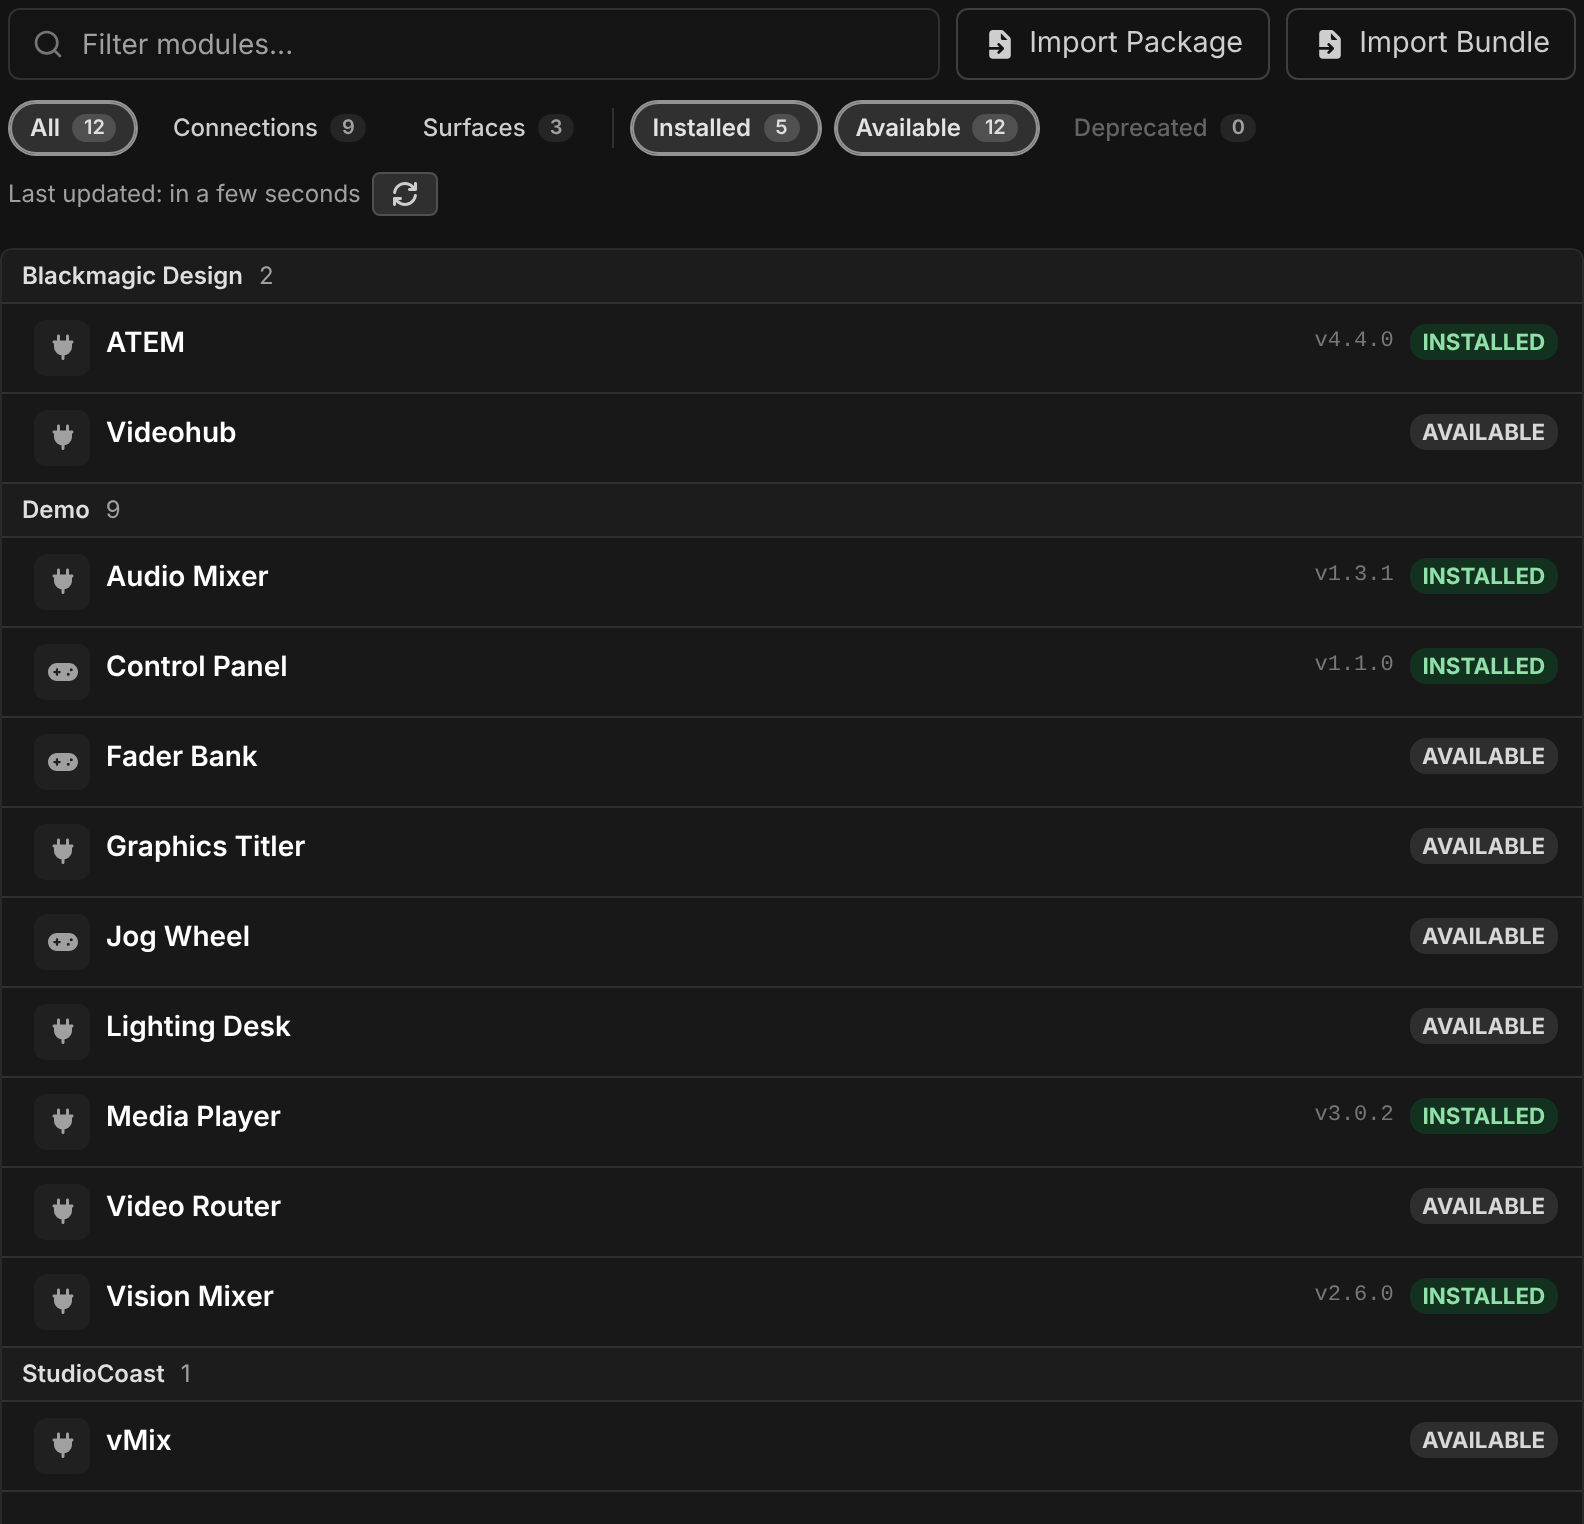 Filter modules...
Import Package
Import Bundle
All 12
Connections 9
Surfaces 3
Installed 5
Available 12
Deprecated 0
Last updated: in a few seconds
Blackmagic Design 2
ATEM v4.4.0 INSTALLED
Videohub AVAILABLE
Demo 9
Audio Mixer v1.3.1 INSTALLED
Control Panel v1.1.0 INSTALLED
Fader Bank AVAILABLE
Graphics Titler AVAILABLE
Jog Wheel AVAILABLE
Lighting Desk AVAILABLE
Media Player v3.0.2 INSTALLED
Video Router AVAILABLE
Vision Mixer v2.6.0 INSTALLED
StudioCoast 1
vMix AVAILABLE